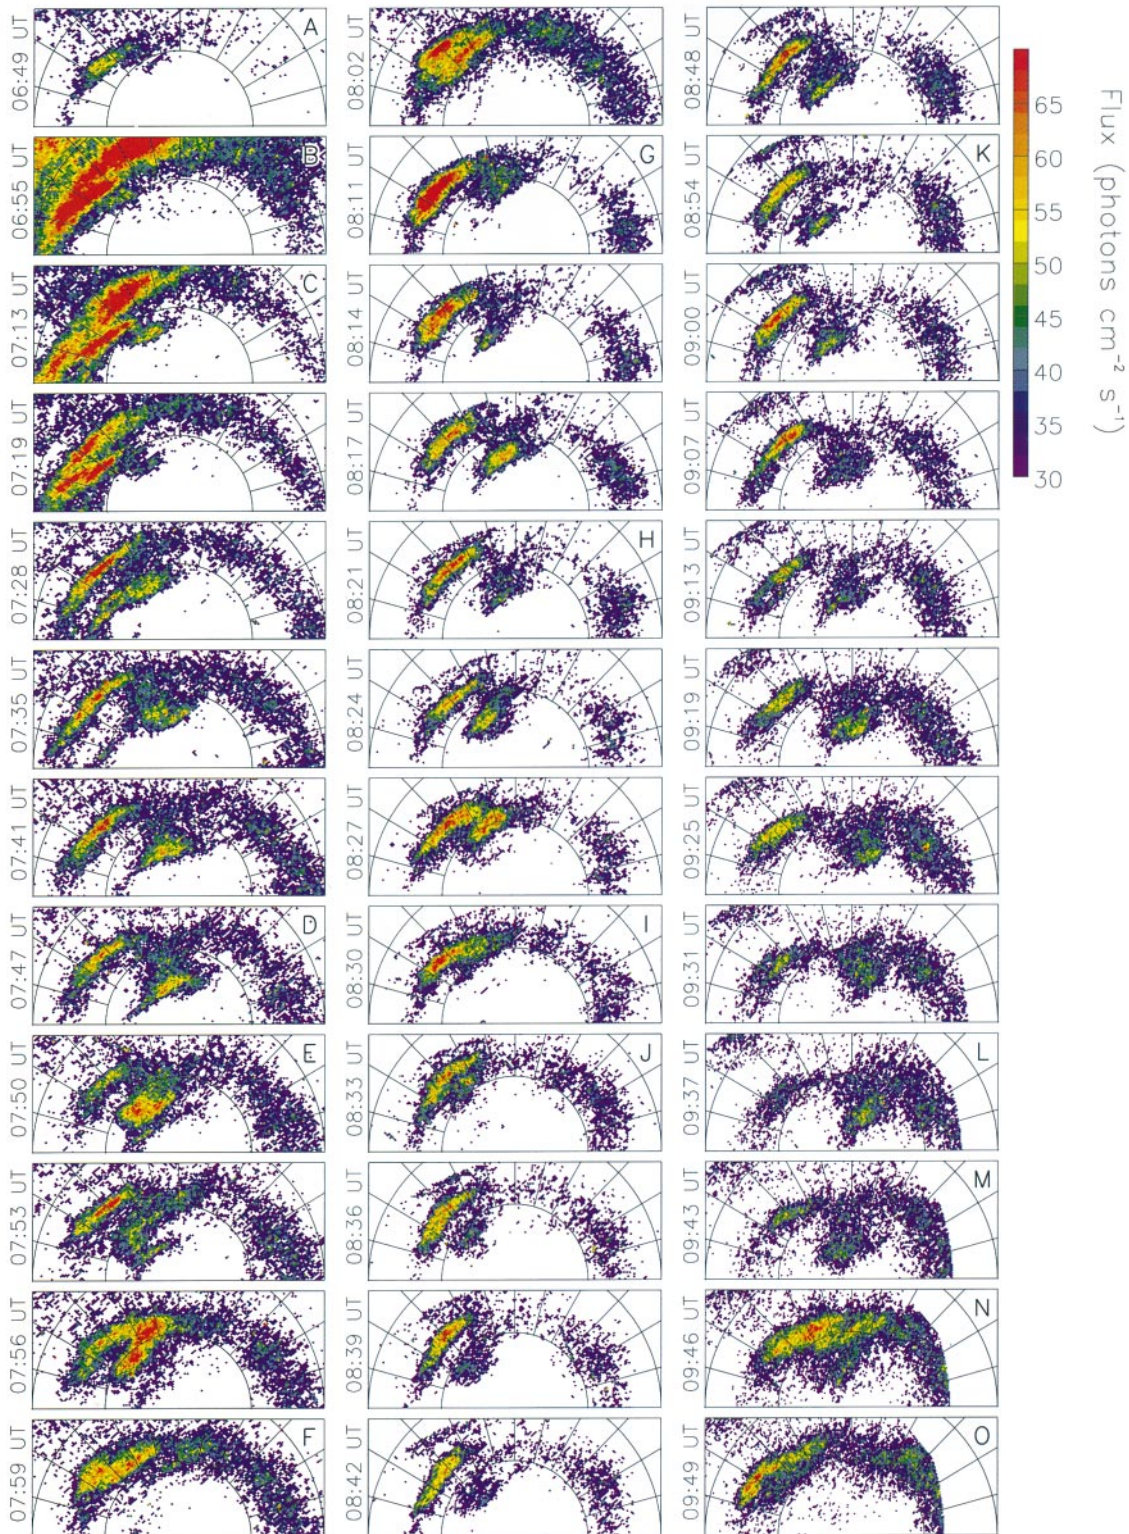 06:49 UT
A
06:55 UT
B
07:13 UT
C
07:19 UT
07:28 UT
07:35 UT
07:41 UT
07:47 UT
D
07:50 UT
E
07:53 UT
07:56 UT
07:59 UT
F
08:02 UT
08:11 UT
G
08:14 UT
08:17 UT
08:21 UT
H
08:24 UT
08:27 UT
08:30 UT
I
08:33 UT
J
08:36 UT
08:39 UT
08:42 UT
08:48 UT
08:54 UT
K
09:00 UT
09:07 UT
09:13 UT
09:19 UT
09:25 UT
09:31 UT
09:37 UT
L
09:43 UT
M
09:46 UT
N
09:49 UT
O
65
60
55
50
45
40
35
30
Flux (photons cm⁻² s⁻¹)